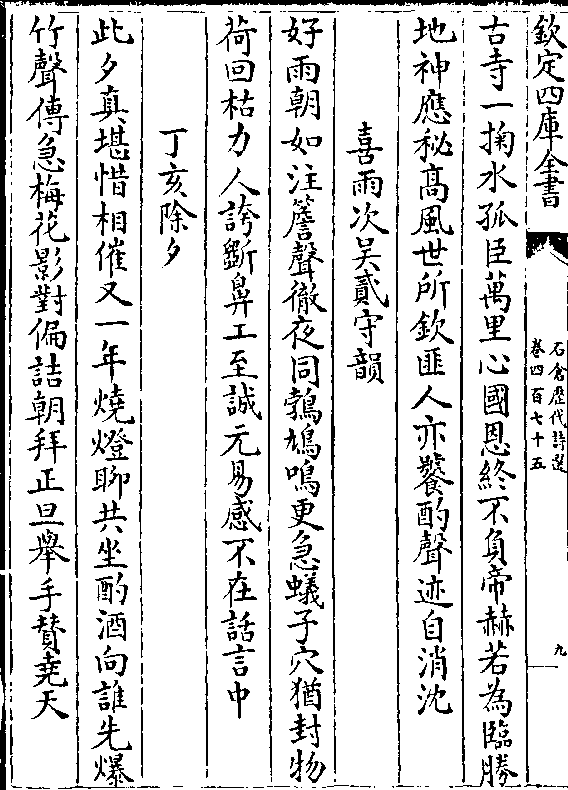 欽定四庫全書
石倉歷代詩選
卷四百七十五
九
古寺一掬水孤臣萬里心國恩終不負帝赫若為臨勝
地神應秘高風世所欽匪人亦饕酌聲迹自消沈
喜雨次吴貳守韻
好雨朝如注簷聲徹夜同鵓鳩鳴更急蟻子穴猶封物
荷回枯力人誇斵鼻工至誠元易感不在話言中
丁亥除夕
此夕真堪惜相催又一年燒燈聊共坐酌酒向誰先爆
竹聲傳急梅花影對偏詰朝拜正旦舉手賛堯天